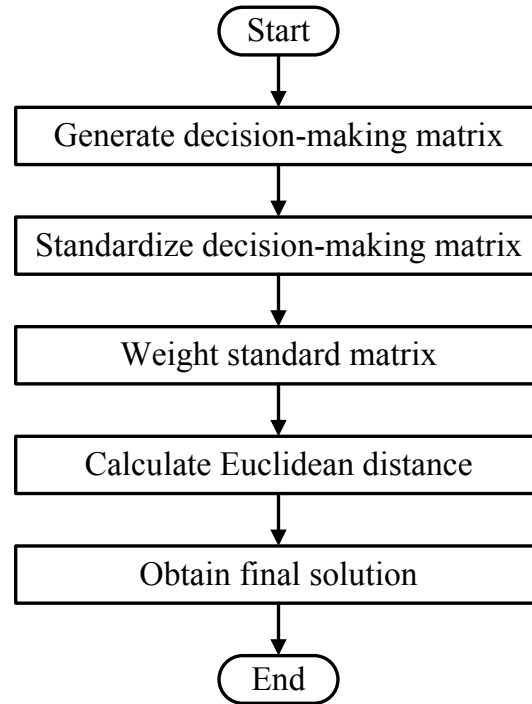 Start
Generate decision-making matrix
Standardize decision-making matrix
Weight standard matrix
Calculate Euclidean distance
Obtain final solution
End